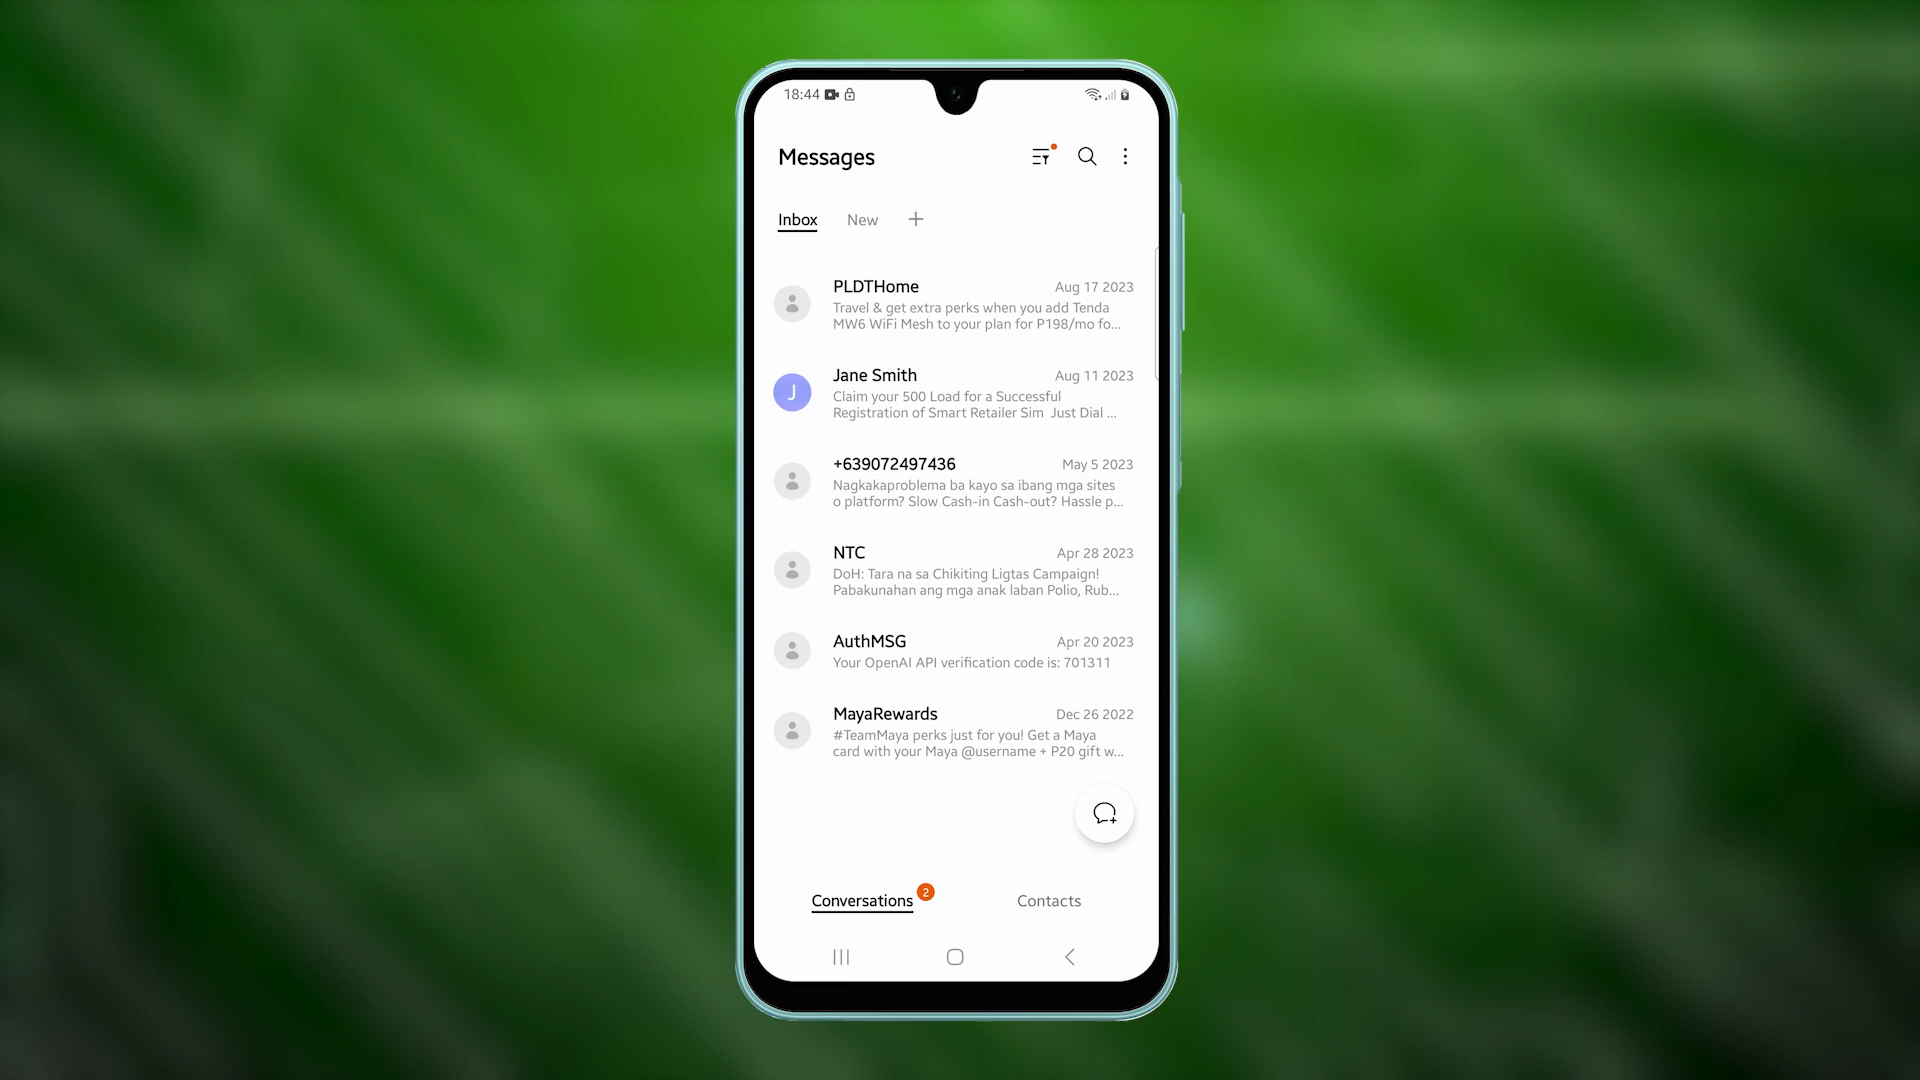 18:44
Messages
Inbox New +
PLDTHome Aug 17 2023
Travel & get extra perks when you add Tenda
MW6 WiFi Mesh to your plan for P198/mo fo...
J
Jane Smith Aug 11 2023
Claim your 500 Load for a Successful
Registration of Smart Retailer Sim Just Dial ...
+639072497436 May 5 2023
Nagkakaproblema ba kayo sa ibang mga sites
o platform? Slow Cash-in Cash-out? Hassle p...
NTC Apr 28 2023
DoH: Tara na sa Chikiting Ligtas Campaign!
Pabakunahan ang mga anak laban Polio, Rub...
AuthMSG Apr 20 2023
Your OpenAI API verification code is: 701311
MayaRewards Dec 26 2022
#TeamMaya perks just for you! Get a Maya
card with your Maya @username + P20 gift w...
Conversations 2 Contacts